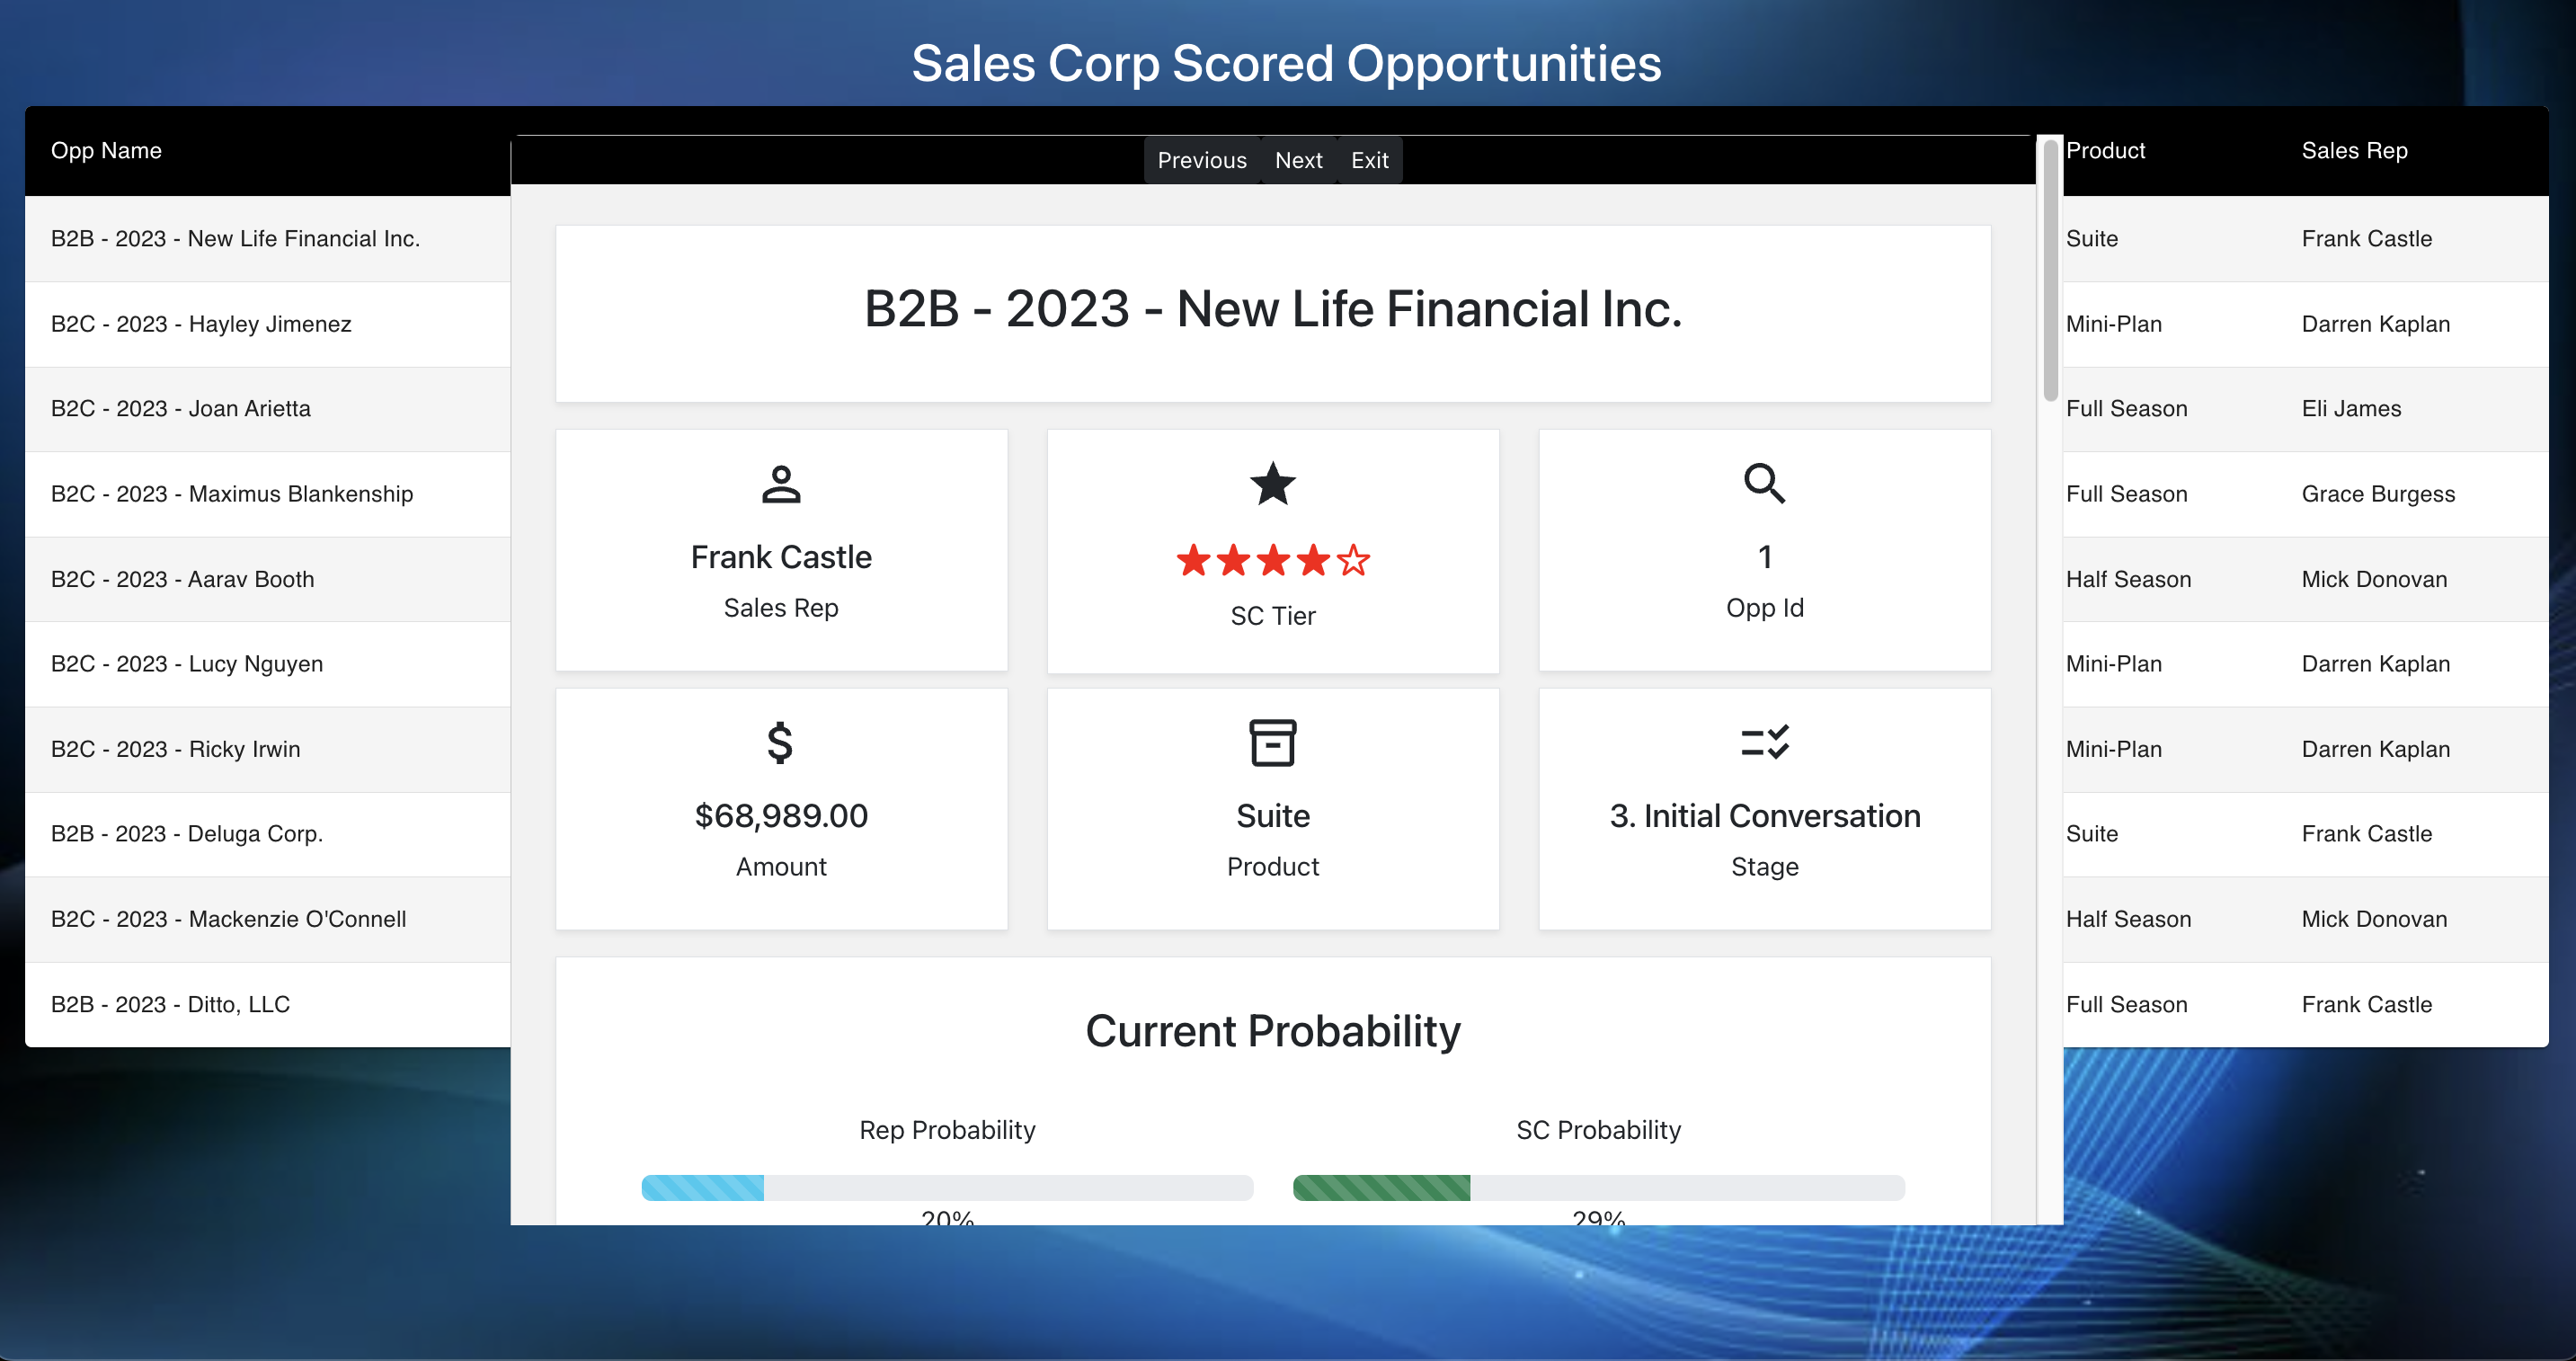 Sales Corp Scored Opportunities
Opp Name
Product
Sales Rep
Previous Next Exit
B2B - 2023 - New Life Financial Inc.
Suite
Frank Castle
B2C - 2023 - Hayley Jimenez
Mini-Plan
Darren Kaplan
B2C - 2023 - Joan Arietta
Full Season
Eli James
B2C - 2023 - Maximus Blankenship
Full Season
Grace Burgess
B2C - 2023 - Aarav Booth
Half Season
Mick Donovan
B2C - 2023 - Lucy Nguyen
Mini-Plan
Darren Kaplan
B2C - 2023 - Ricky Irwin
Mini-Plan
Darren Kaplan
B2B - 2023 - Deluga Corp.
Suite
Frank Castle
B2C - 2023 - Mackenzie O'Connell
Half Season
Mick Donovan
B2B - 2023 - Ditto, LLC
Full Season
Frank Castle
B2B - 2023 - New Life Financial Inc.
Frank Castle
Sales Rep
SC Tier
1
Opp Id
$68,989.00
Amount
Suite
Product
3. Initial Conversation
Stage
Current Probability
Rep Probability
20%
SC Probability
29%